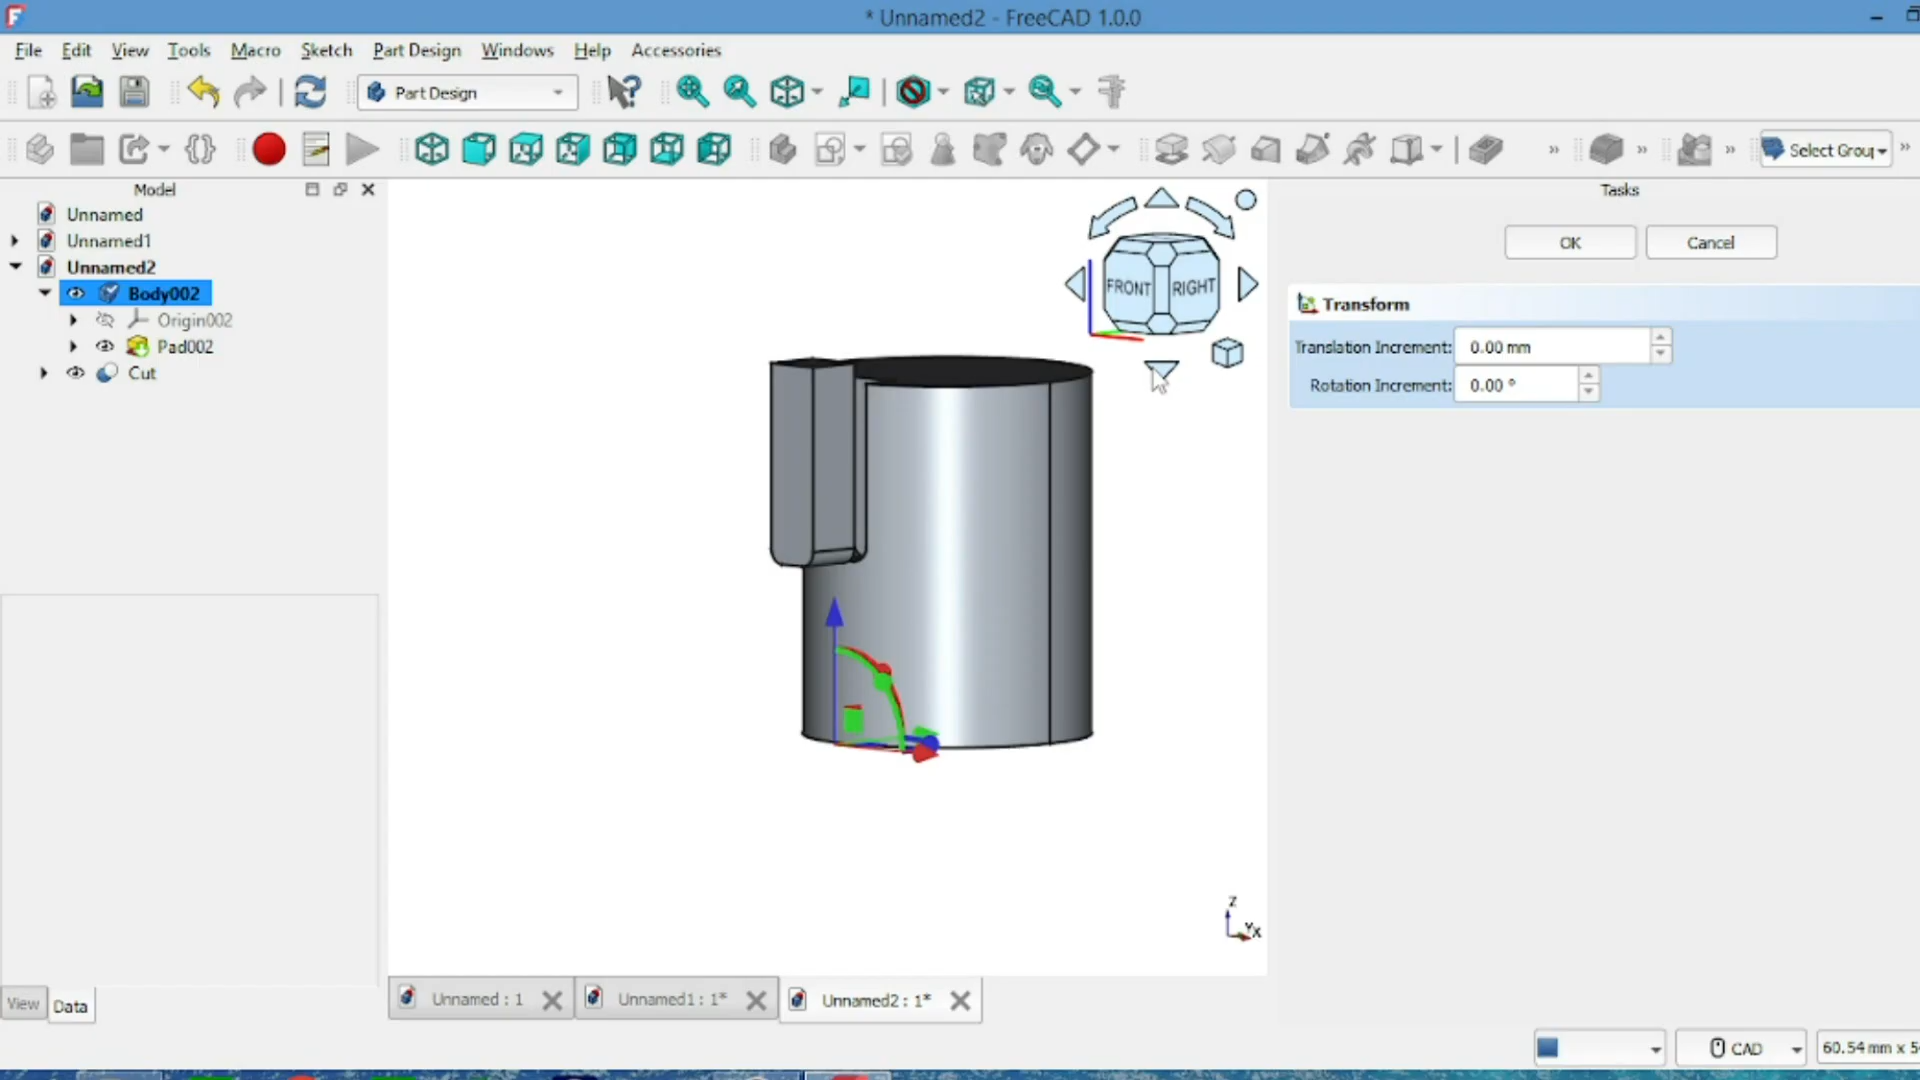 * Unnamed2 - FreeCAD 1.0.0
File Edit View Tools Macro Sketch Part Design Windows Help Accessories
Part Design
Select Grou
Model
Tasks
Unnamed
Unnamed1
Unnamed2
Body002
Origin002
Pad002
Cut
FRONT RIGHT
OK Cancel
Transform
Translation Increment: 0.00 mm
Rotation Increment: 0.00 °
Z
Y X
View Data
Unnamed : 1 Unnamed1 : 1* Unnamed2 : 1*
CAD 60.54 mm x 5